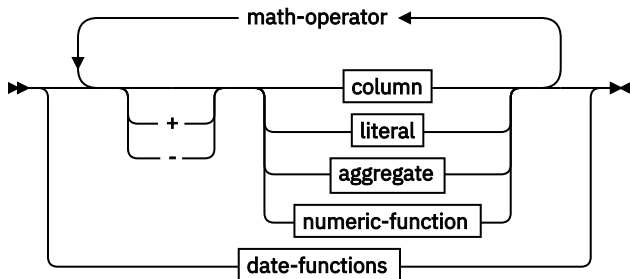 math-operator
column
+
literal
-
aggregate
numeric-function
date-functions